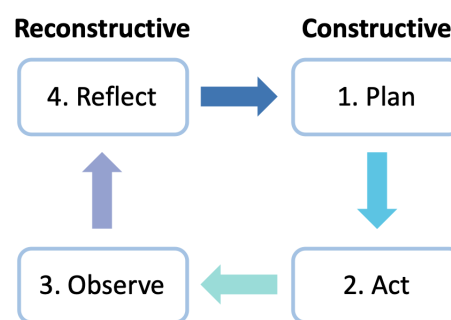 Reconstructive
Constructive
4. Reflect
1. Plan
3. Observe
2. Act